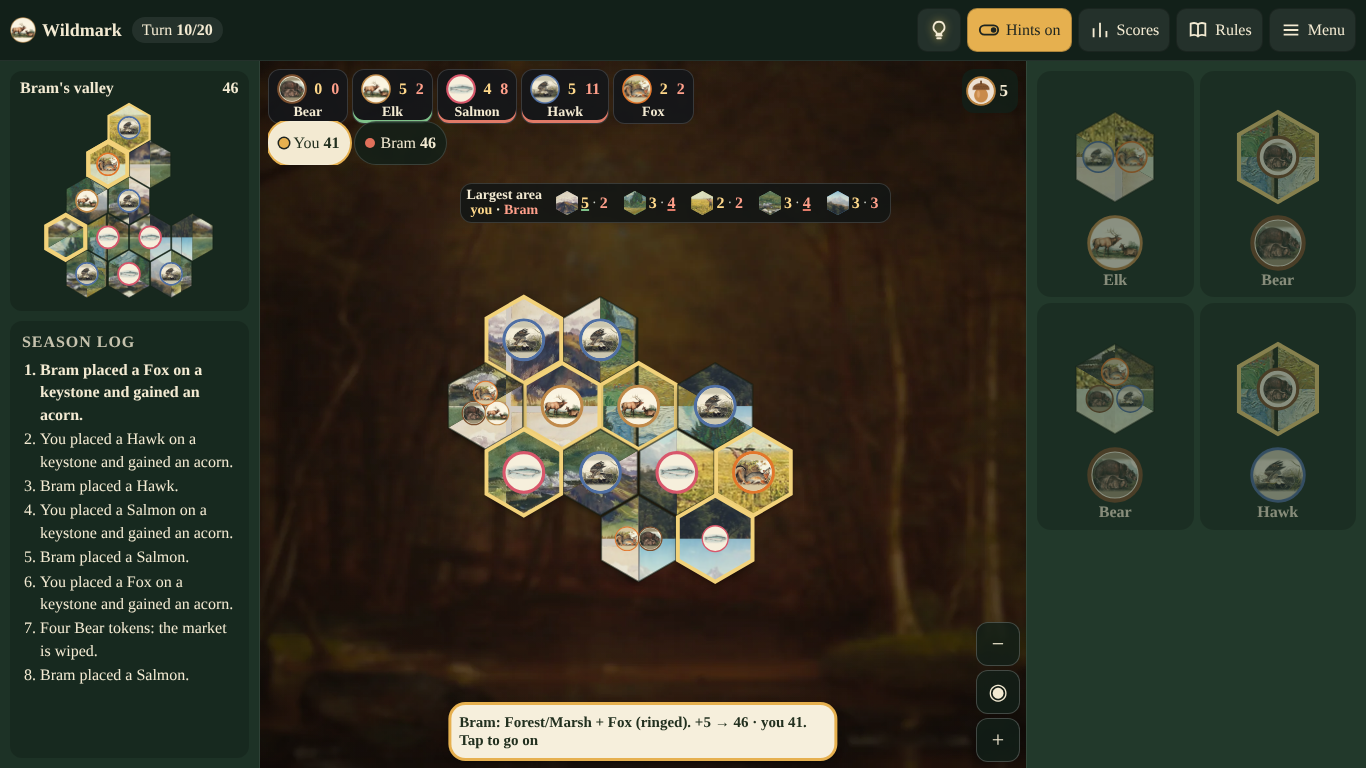 Wildmark
Turn 10/20
Hints on
Scores
Rules
Menu
Bram's valley
46
0 0
Bear
5 2
Elk
4 8
Salmon
5 11
Hawk
2 2
Fox
5
You 41
Bram 46
Largest area
you · Bram
5 · 2
3 · 4
2 · 2
3 · 4
3 · 3
SEASON LOG
1. Bram placed a Fox on a
keystone and gained an
acorn.
2. You placed a Hawk on a
keystone and gained an acorn.
3. Bram placed a Hawk.
4. You placed a Salmon on a
keystone and gained an acorn.
5. Bram placed a Salmon.
6. You placed a Fox on a
keystone and gained an acorn.
7. Four Bear tokens: the market
is wiped.
8. Bram placed a Salmon.
Elk
Bear
Bear
Hawk
−
+
Bram: Forest/Marsh + Fox (ringed). +5 → 46 · you 41.
Tap to go on